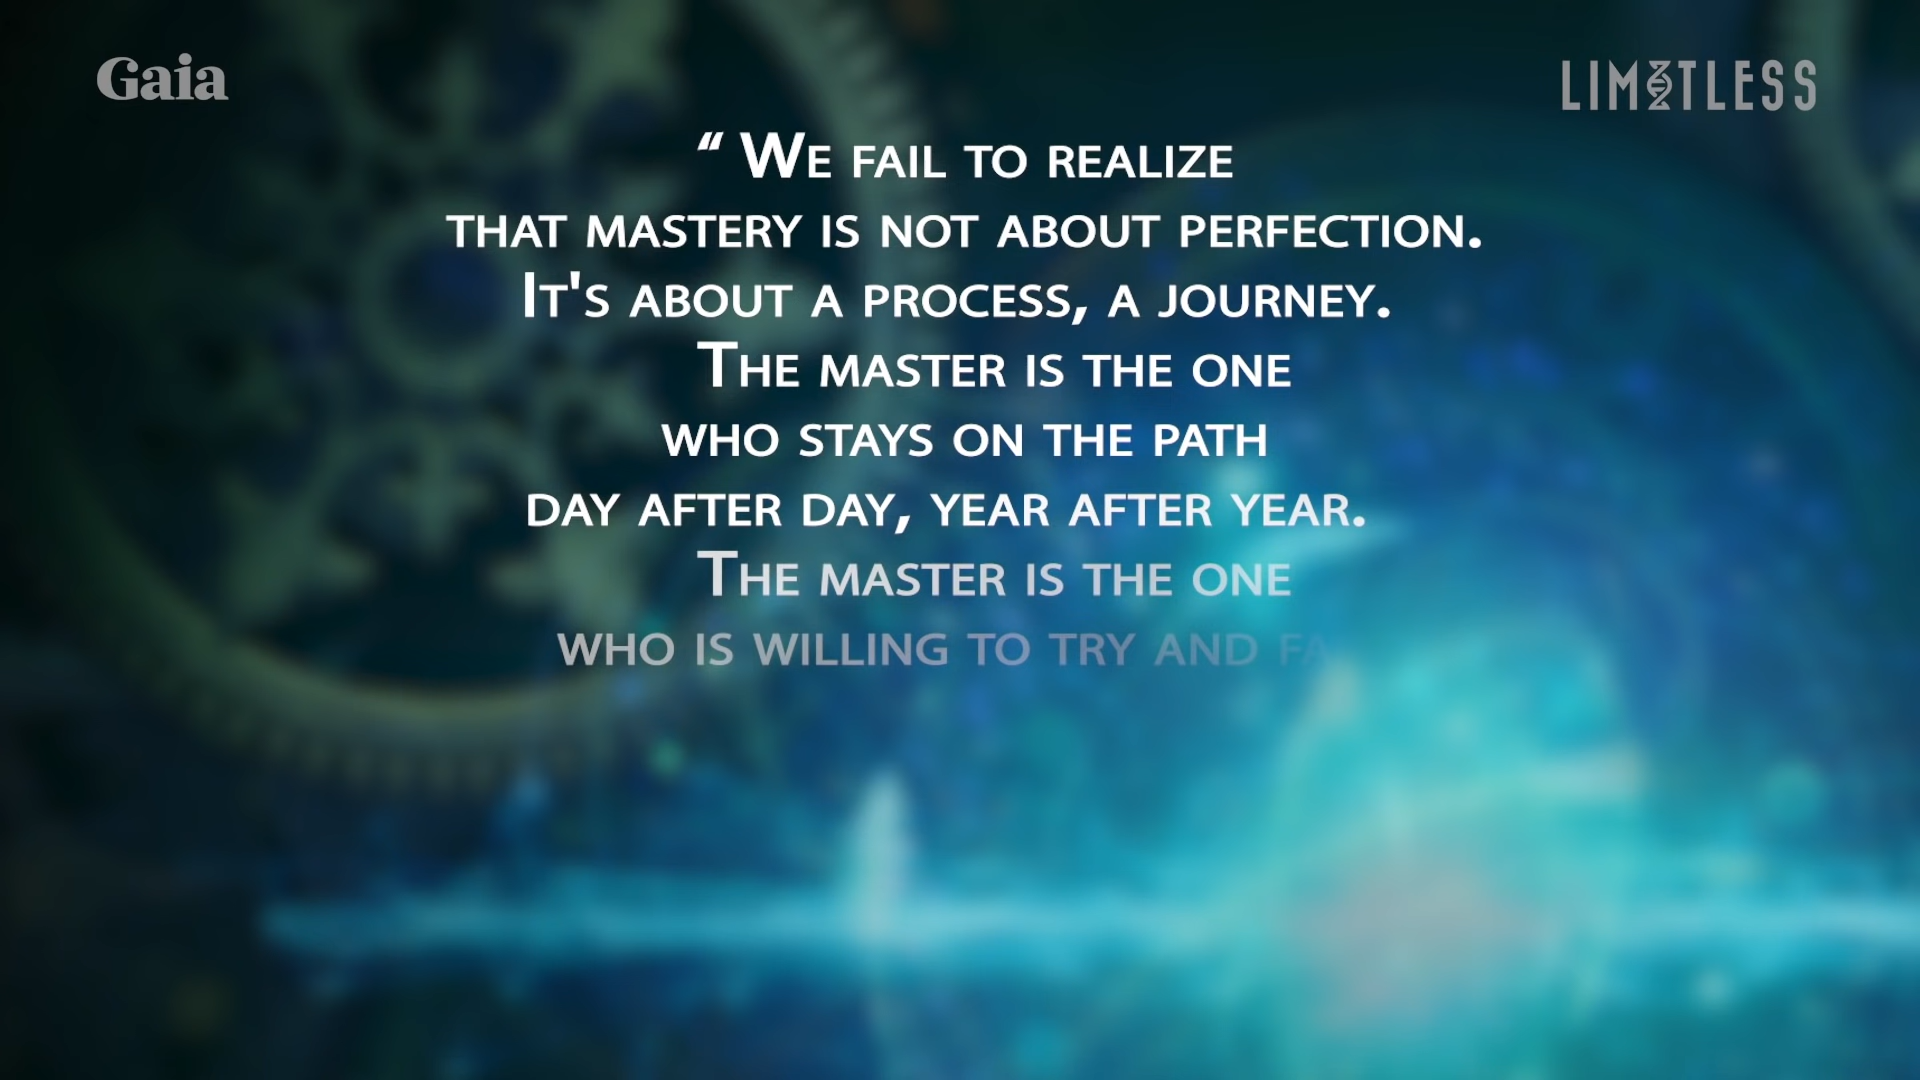 Gaia
LIMITLESS
“ We fail to realize
that mastery is not about perfection.
It's about a process, a journey.
The master is the one
who stays on the path
day after day, year after year.
The master is the one
who is willing to try and